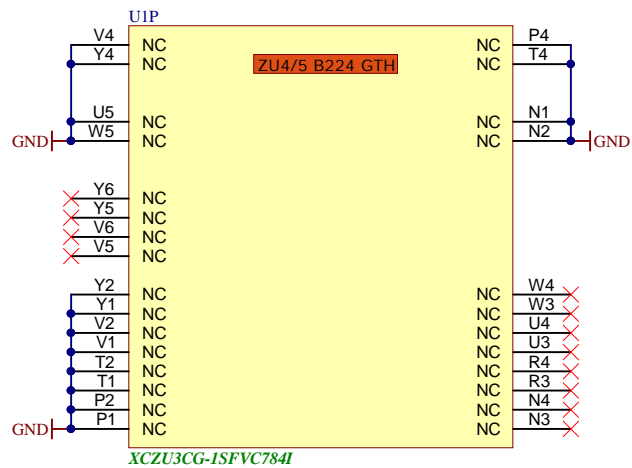 U1P
V4 NC NC P4
Y4 NC NC T4
ZU4/5 B224 GTH
U5 NC NC N1
GND W5 NC NC N2 GND
Y6 NC
Y5 NC
V6 NC
V5 NC
Y2 NC NC W4
Y1 NC NC W3
V2 NC NC U4
V1 NC NC U3
T2 NC NC R4
T1 NC NC R3
P2 NC NC N4
GND P1 NC NC N3
XCZU3CG-1SFVC784I